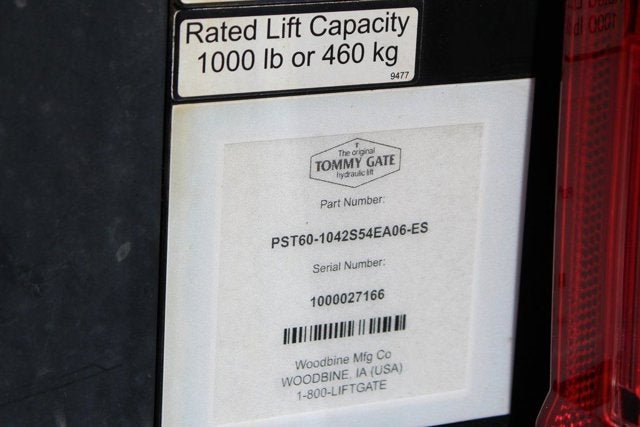 Rated Lift Capacity
1000 lb or 460 kg
9477
The original
TOMMY GATE
hydraulic lift
Part Number:
PST60-1042S54EA06-ES
Serial Number:
1000027166
Woodbine Mfg Co
WOODBINE, IA (USA)
1-800-LIFTGATE